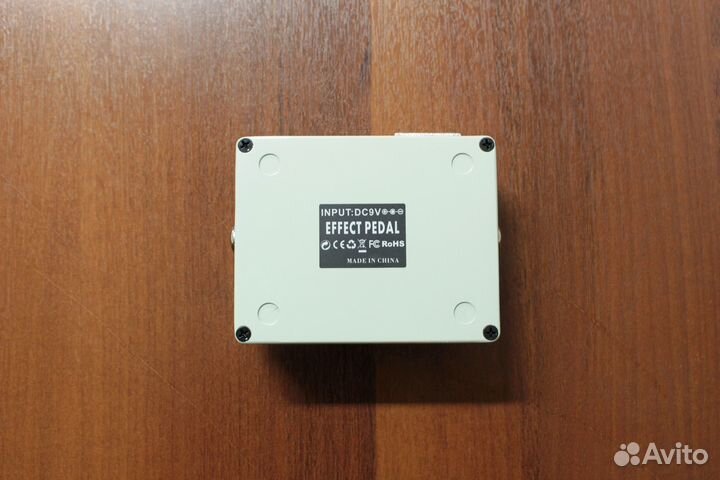 INPUT:DC9V
EFFECT PEDAL
CE FC RoHS
MADE IN CHINA
Avito